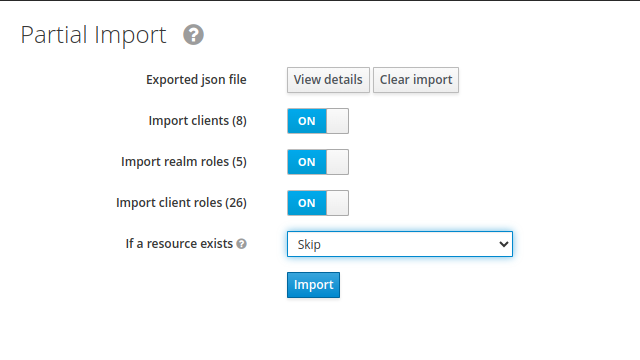 Partial Import ?
Exported json file View details Clear import
Import clients (8) ON
Import realm roles (5) ON
Import client roles (26) ON
If a resource exists ? Skip
Import